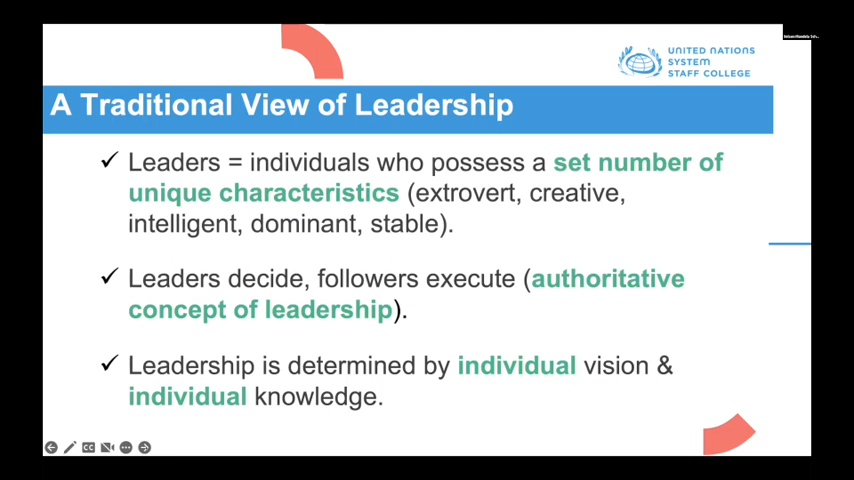 UNITED NATIONS
SYSTEM
STAFF COLLEGE
A Traditional View of Leadership
✓ Leaders = individuals who possess a set number of
unique characteristics (extrovert, creative,
intelligent, dominant, stable).
✓ Leaders decide, followers execute (authoritative
concept of leadership).
✓ Leadership is determined by individual vision &
individual knowledge.
CC